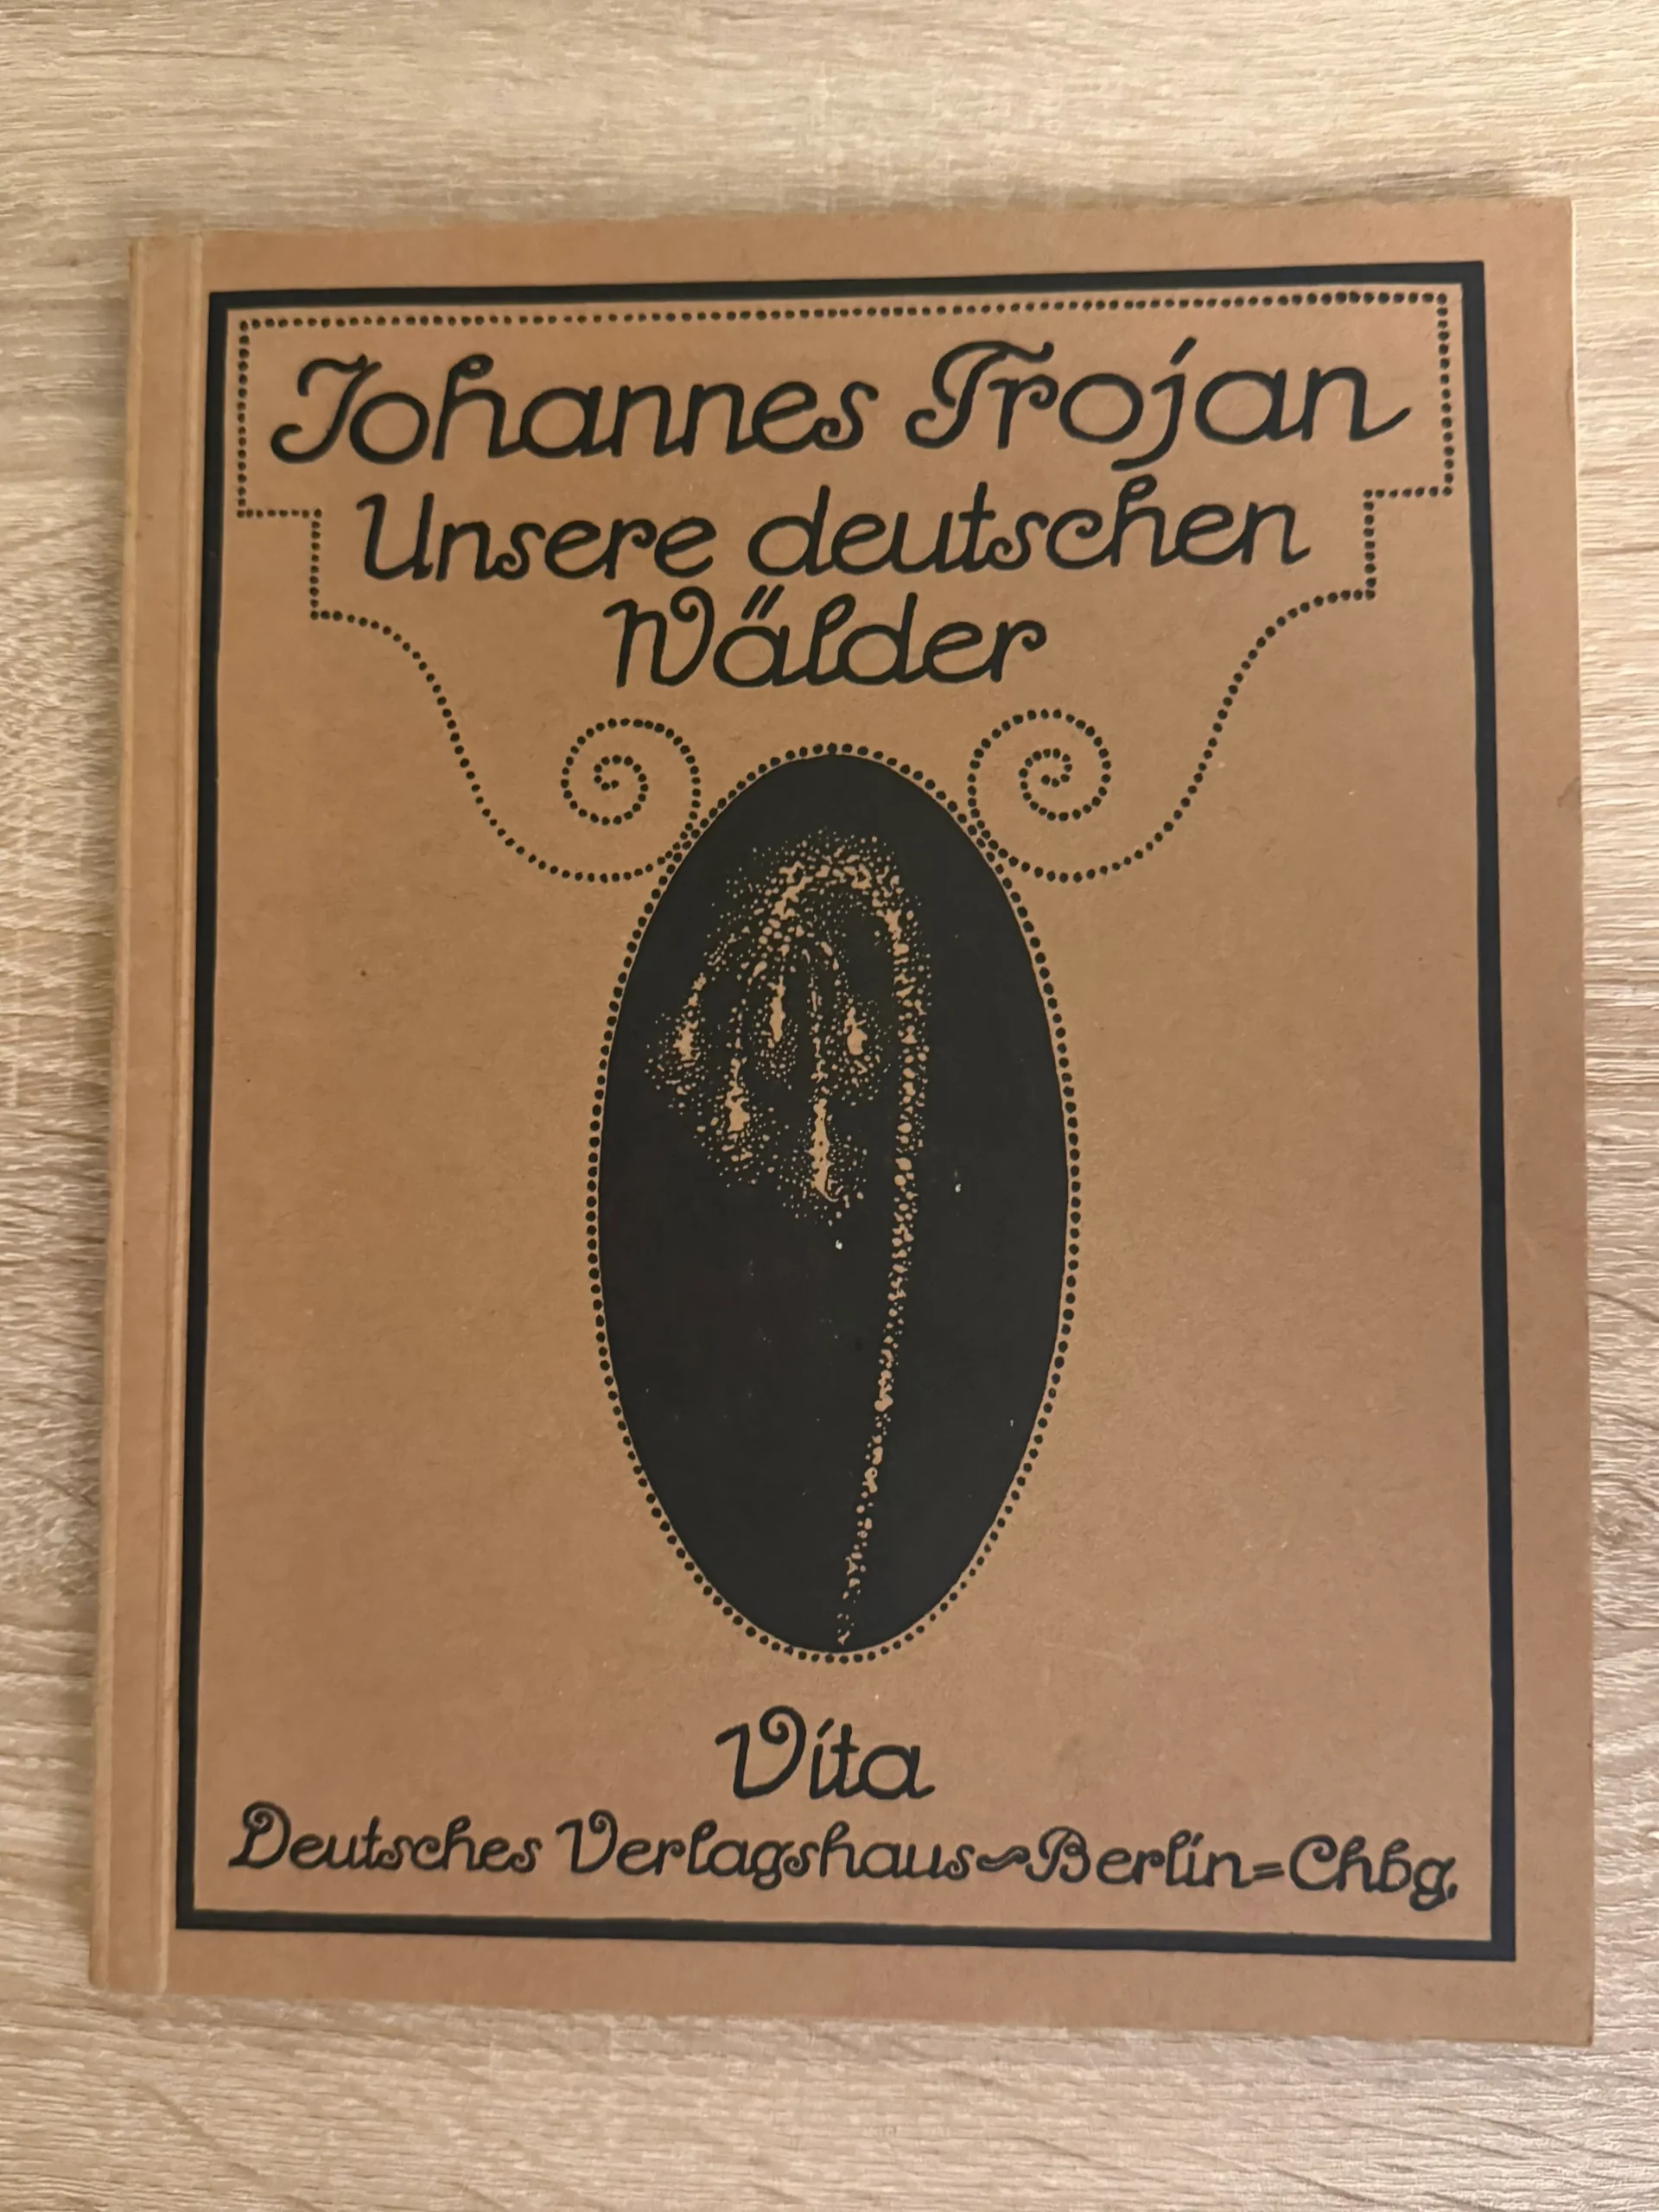 Johannes Trojan
Unsere deutschen
Wälder
Vita
Deutsches Verlagshaus~Berlin=Chbg.